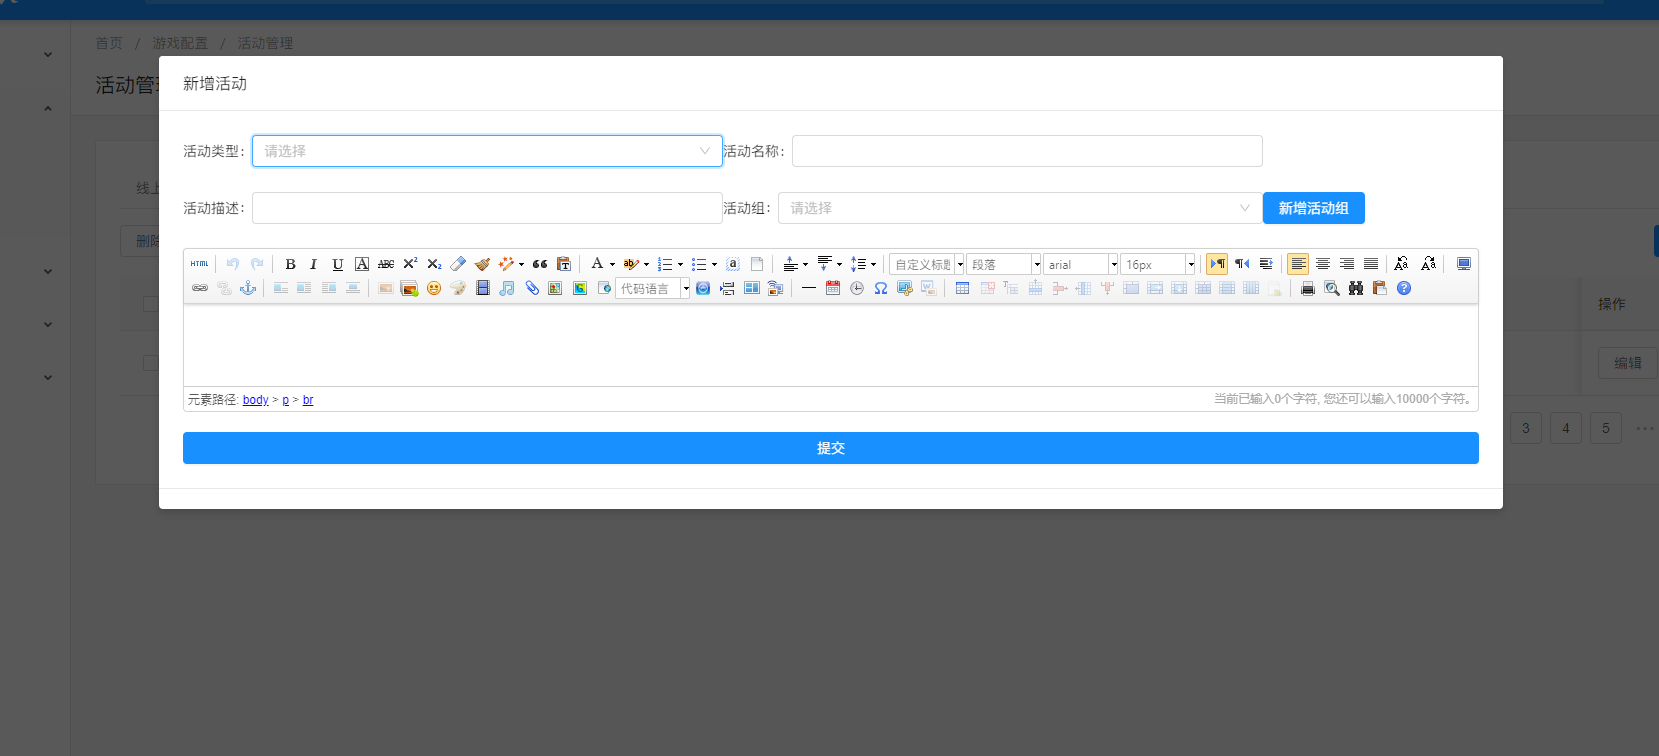 首页 / 游戏配置 / 活动管理
活动管理
新增活动
活动类型: 请选择 活动名称:
线上
活动描述: 活动组: 请选择 新增活动组
删除
HTML B I U A ABC X² X₂ A ab 自定义标题 段落 arial 16px
代码语言
操作
编辑
元素路径: body > p > br 当前已输入0个字符, 您还可以输入10000个字符。
3 4 5 •••
提交